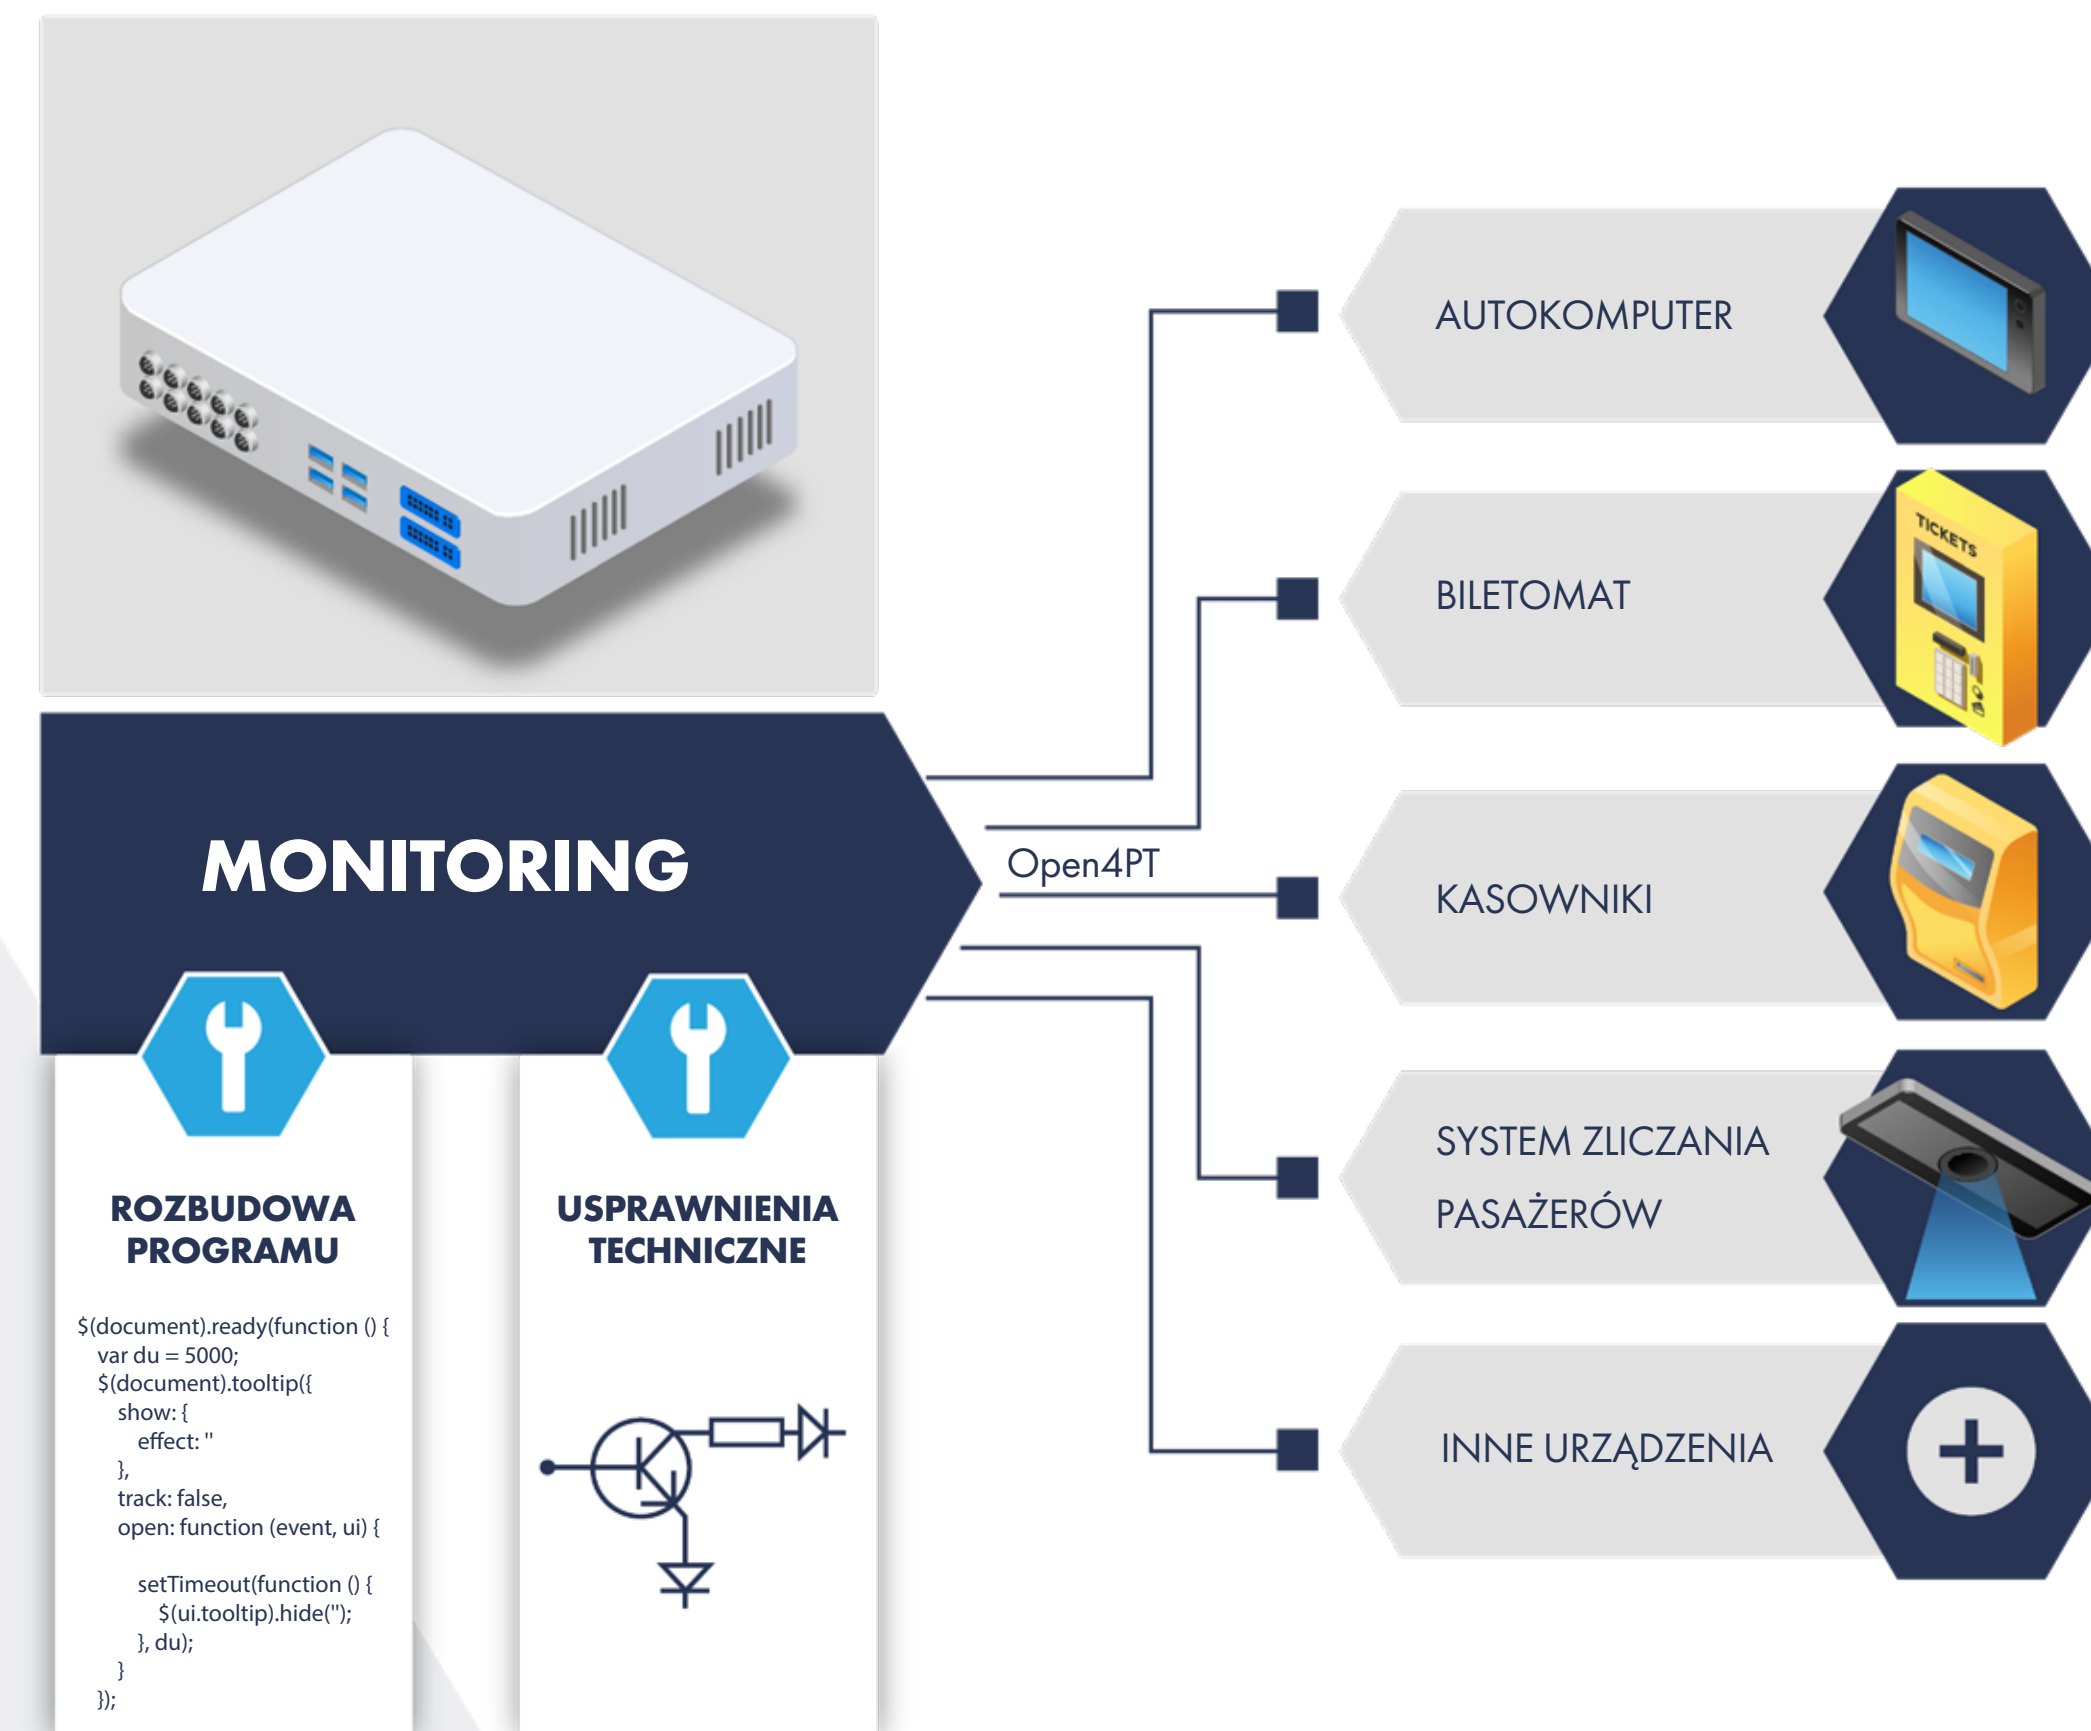 MONITORING
Open4PT
AUTOKOMPUTER
BILETOMAT
TICKETS
KASOWNIKI
SYSTEM ZLICZANIA
PASAŻERÓW
INNE URZĄDZENIA
ROZBUDOWA
PROGRAMU
$(document).ready(function () {
var du = 5000;
$(document).tooltip({
show: {
effect: ''
},
track: false,
open: function (event, ui) {
setTimeout(function () {
$(ui.tooltip).hide('');
}, du);
}
});
USPRAWNIENIA
TECHNICZNE